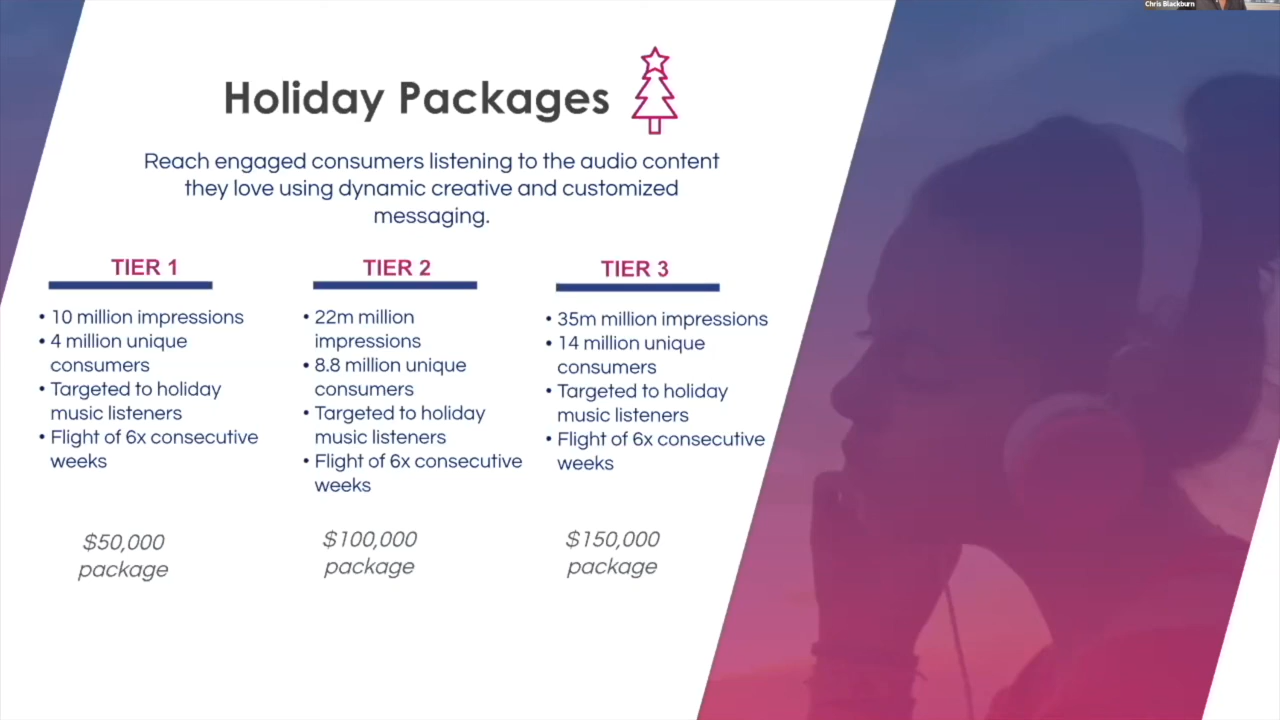 Chris Blackburn
Holiday Packages
Reach engaged consumers listening to the audio content
they love using dynamic creative and customized
messaging.
TIER 1
• 10 million impressions
• 4 million unique
consumers
• Targeted to holiday
music listeners
• Flight of 6x consecutive
weeks
$50,000
package
TIER 2
• 22m million
impressions
• 8.8 million unique
consumers
• Targeted to holiday
music listeners
• Flight of 6x consecutive
weeks
$100,000
package
TIER 3
• 35m million impressions
• 14 million unique
consumers
• Targeted to holiday
music listeners
• Flight of 6x consecutive
weeks
$150,000
package